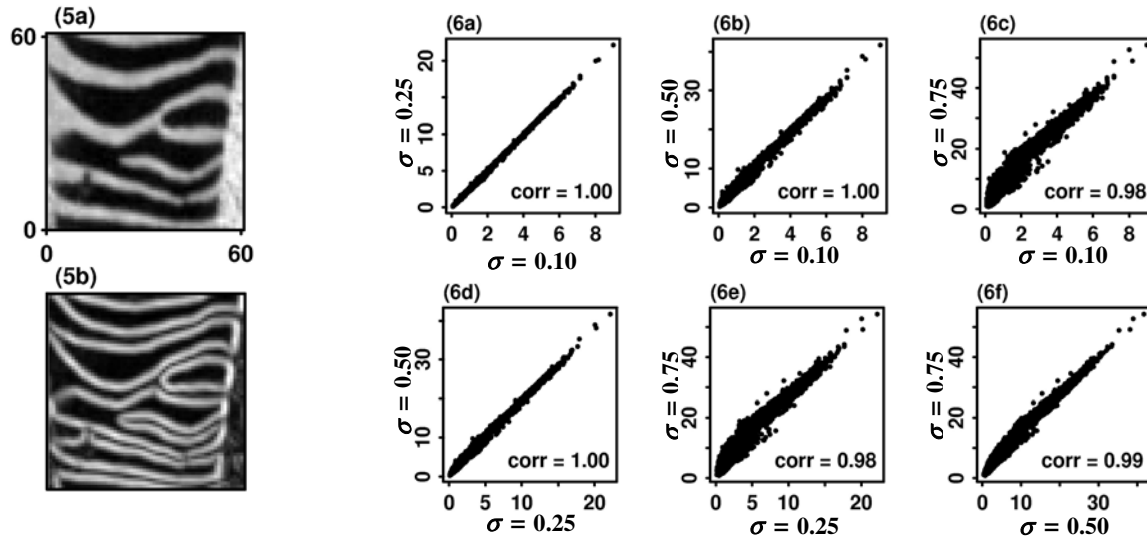 (5a)
60
0
0
60
(5b)
(6a)
σ = 0.25
20
15
10
5
0
corr = 1.00
0 2 4 6 8
σ = 0.10
(6b)
σ = 0.50
30
10
0
corr = 1.00
0 2 4 6 8
σ = 0.10
(6c)
σ = 0.75
40
20
0
corr = 0.98
0 2 4 6 8
σ = 0.10
(6d)
σ = 0.50
30
10
0
corr = 1.00
0 5 10 15 20
σ = 0.25
(6e)
σ = 0.75
40
20
0
corr = 0.98
0 5 10 15 20
σ = 0.25
(6f)
σ = 0.75
40
20
0
corr = 0.99
0 10 30
σ = 0.50